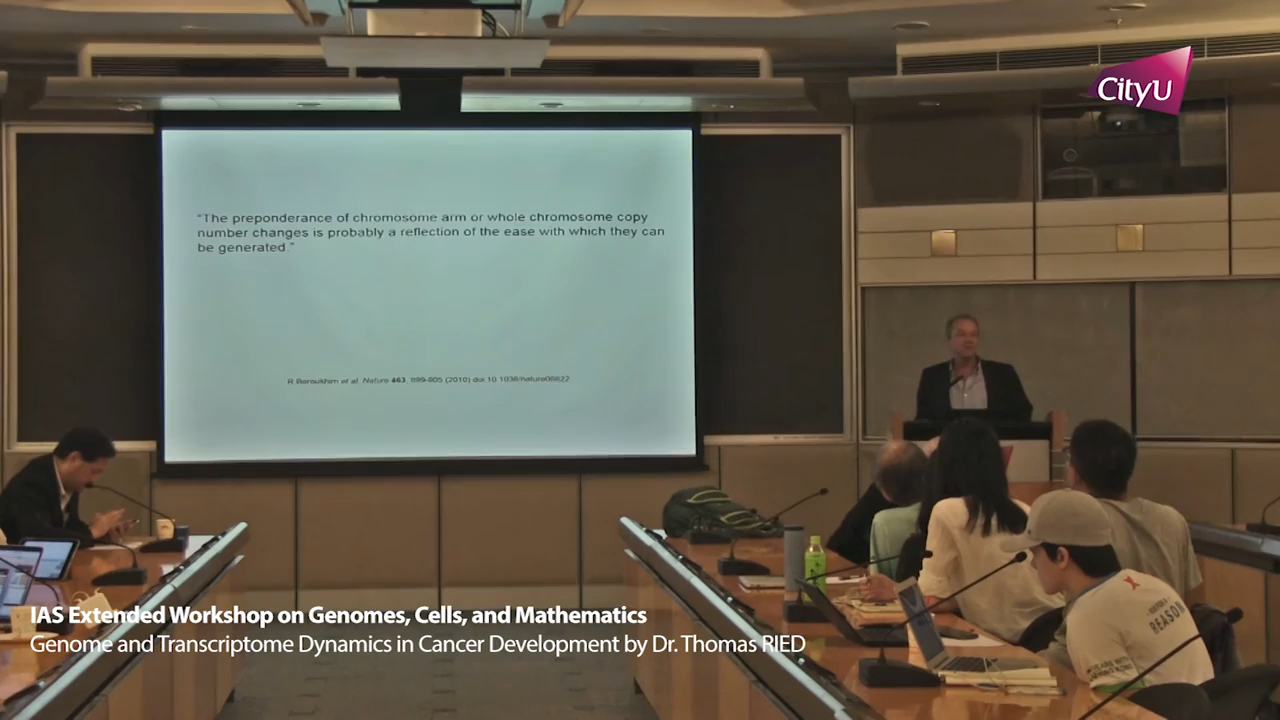 CityU
"The preponderance of chromosome arm or whole chromosome copy
number changes is probably a reflection of the ease with which they can
be generated."
R Beroukhim et al. Nature 463, 899-905 (2010) doi:10.1038/nature08822
REASON
IAS Extended Workshop on Genomes, Cells, and Mathematics
Genome and Transcriptome Dynamics in Cancer Development by Dr. Thomas RIED